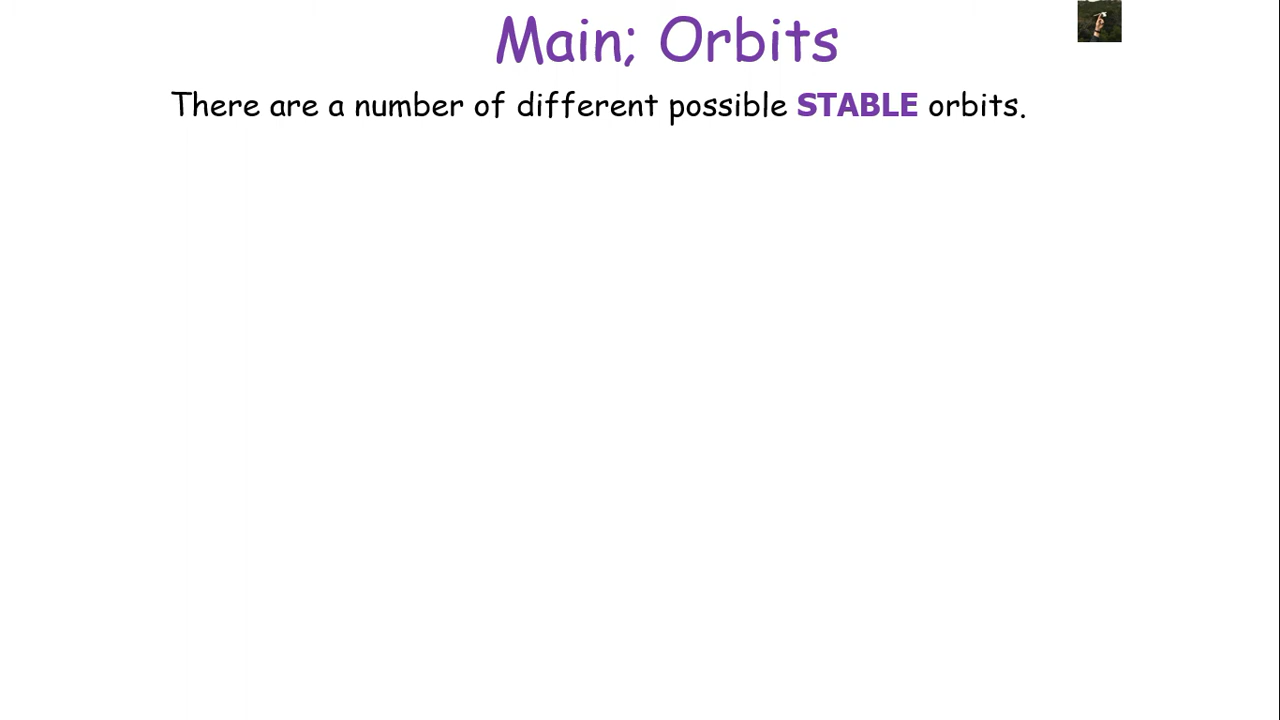 Main; Orbits
There are a number of different possible STABLE orbits.